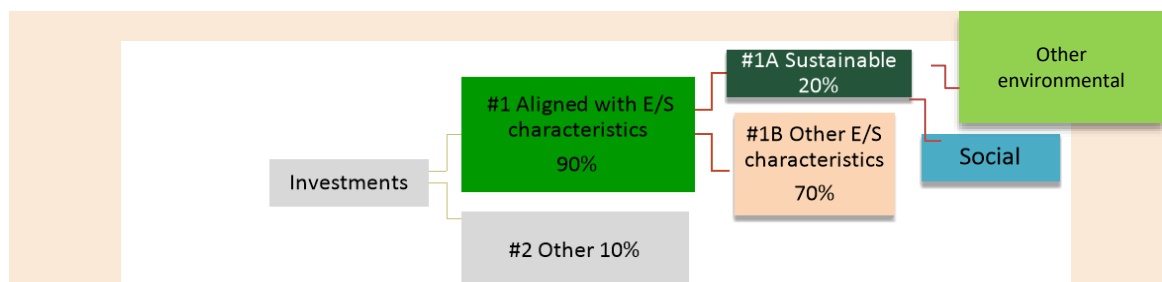 Investments
#1 Aligned with E/S
characteristics
90%
#2 Other 10%
#1A Sustainable
20%
#1B Other E/S
characteristics
70%
Other
environmental
Social